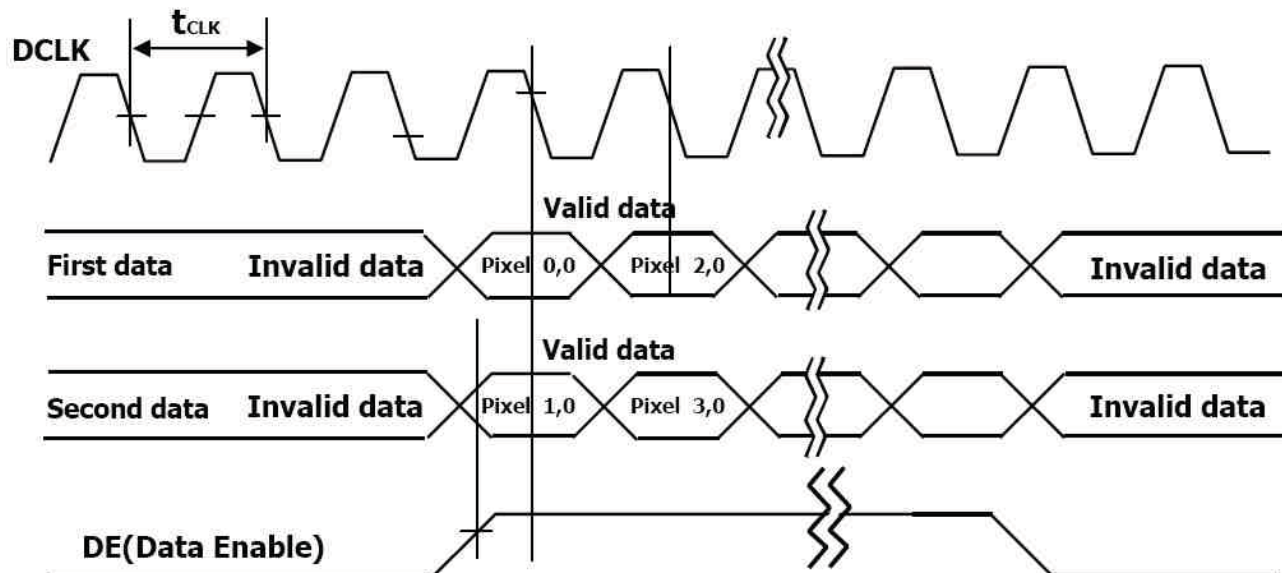 tCLK
DCLK
Valid data
First data Invalid data Pixel 0,0 Pixel 2,0 Invalid data
Valid data
Second data Invalid data Pixel 1,0 Pixel 3,0 Invalid data
DE(Data Enable)